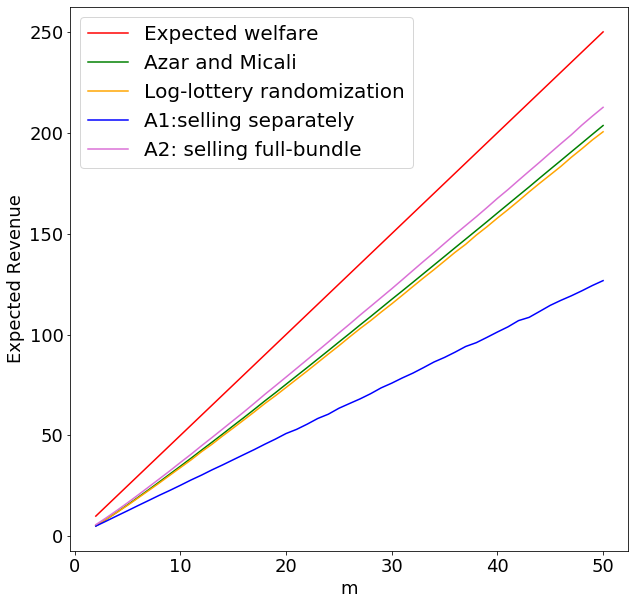 Expected welfare
Azar and Micali
Log-lottery randomization
A1:selling separately
A2: selling full-bundle
Expected Revenue
250
200
150
100
50
0
0 10 20 30 40 50
m